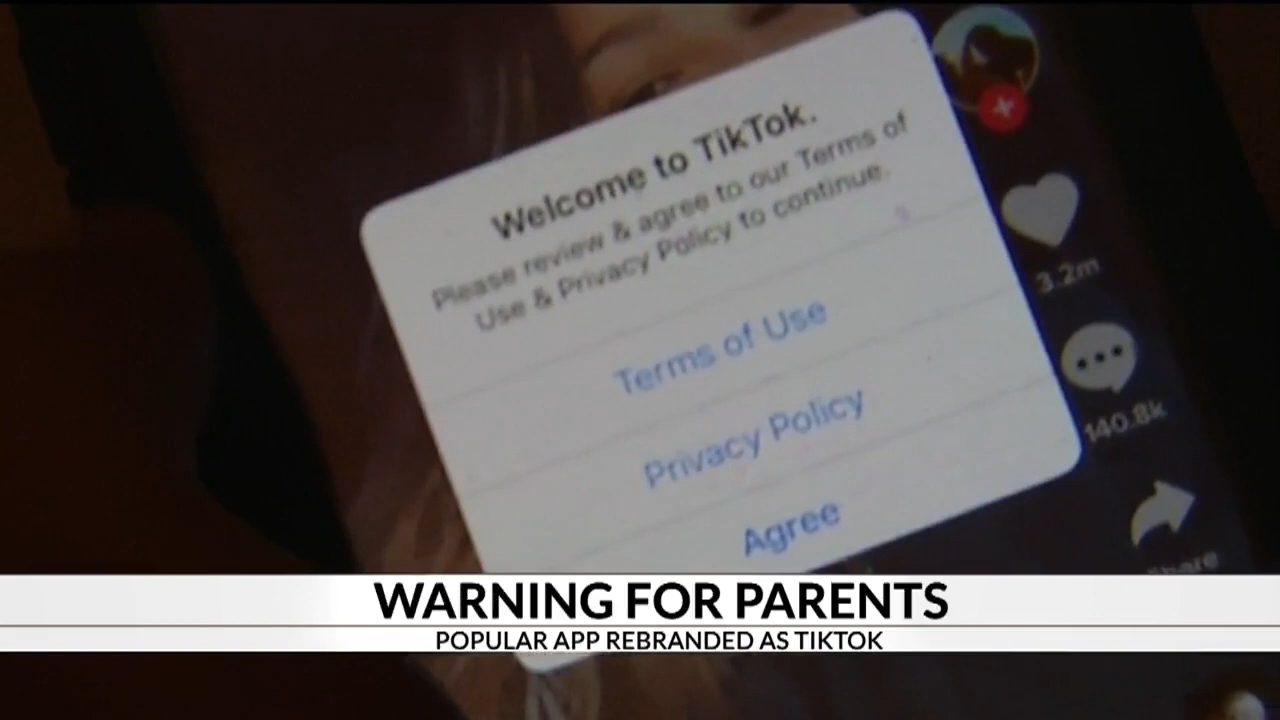 Welcome to TikTok.
Please review & agree to our Terms of
Use & Privacy Policy to continue.
Terms of Use
Privacy Policy
Agree
3.2m
140.8k
Share
WARNING FOR PARENTS
POPULAR APP REBRANDED AS TIKTOK